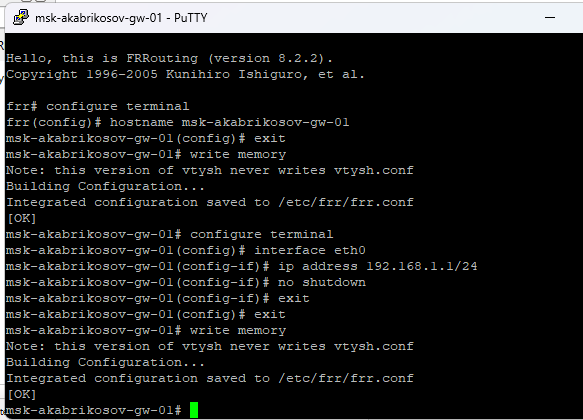 msk-akabrikosov-gw-01 - PuTTY
Hello, this is FRRouting (version 8.2.2).
Copyright 1996-2005 Kunihiro Ishiguro, et al.
frr# configure terminal
frr(config)# hostname msk-akabrikosov-gw-01
msk-akabrikosov-gw-01(config)# exit
msk-akabrikosov-gw-01# write memory
Note: this version of vtysh never writes vtysh.conf
Building Configuration...
Integrated configuration saved to /etc/frr/frr.conf
[OK]
msk-akabrikosov-gw-01# configure terminal
msk-akabrikosov-gw-01(config)# interface eth0
msk-akabrikosov-gw-01(config-if)# ip address 192.168.1.1/24
msk-akabrikosov-gw-01(config-if)# no shutdown
msk-akabrikosov-gw-01(config-if)# exit
msk-akabrikosov-gw-01(config)# exit
msk-akabrikosov-gw-01# write memory
Note: this version of vtysh never writes vtysh.conf
Building Configuration...
Integrated configuration saved to /etc/frr/frr.conf
[OK]
msk-akabrikosov-gw-01#